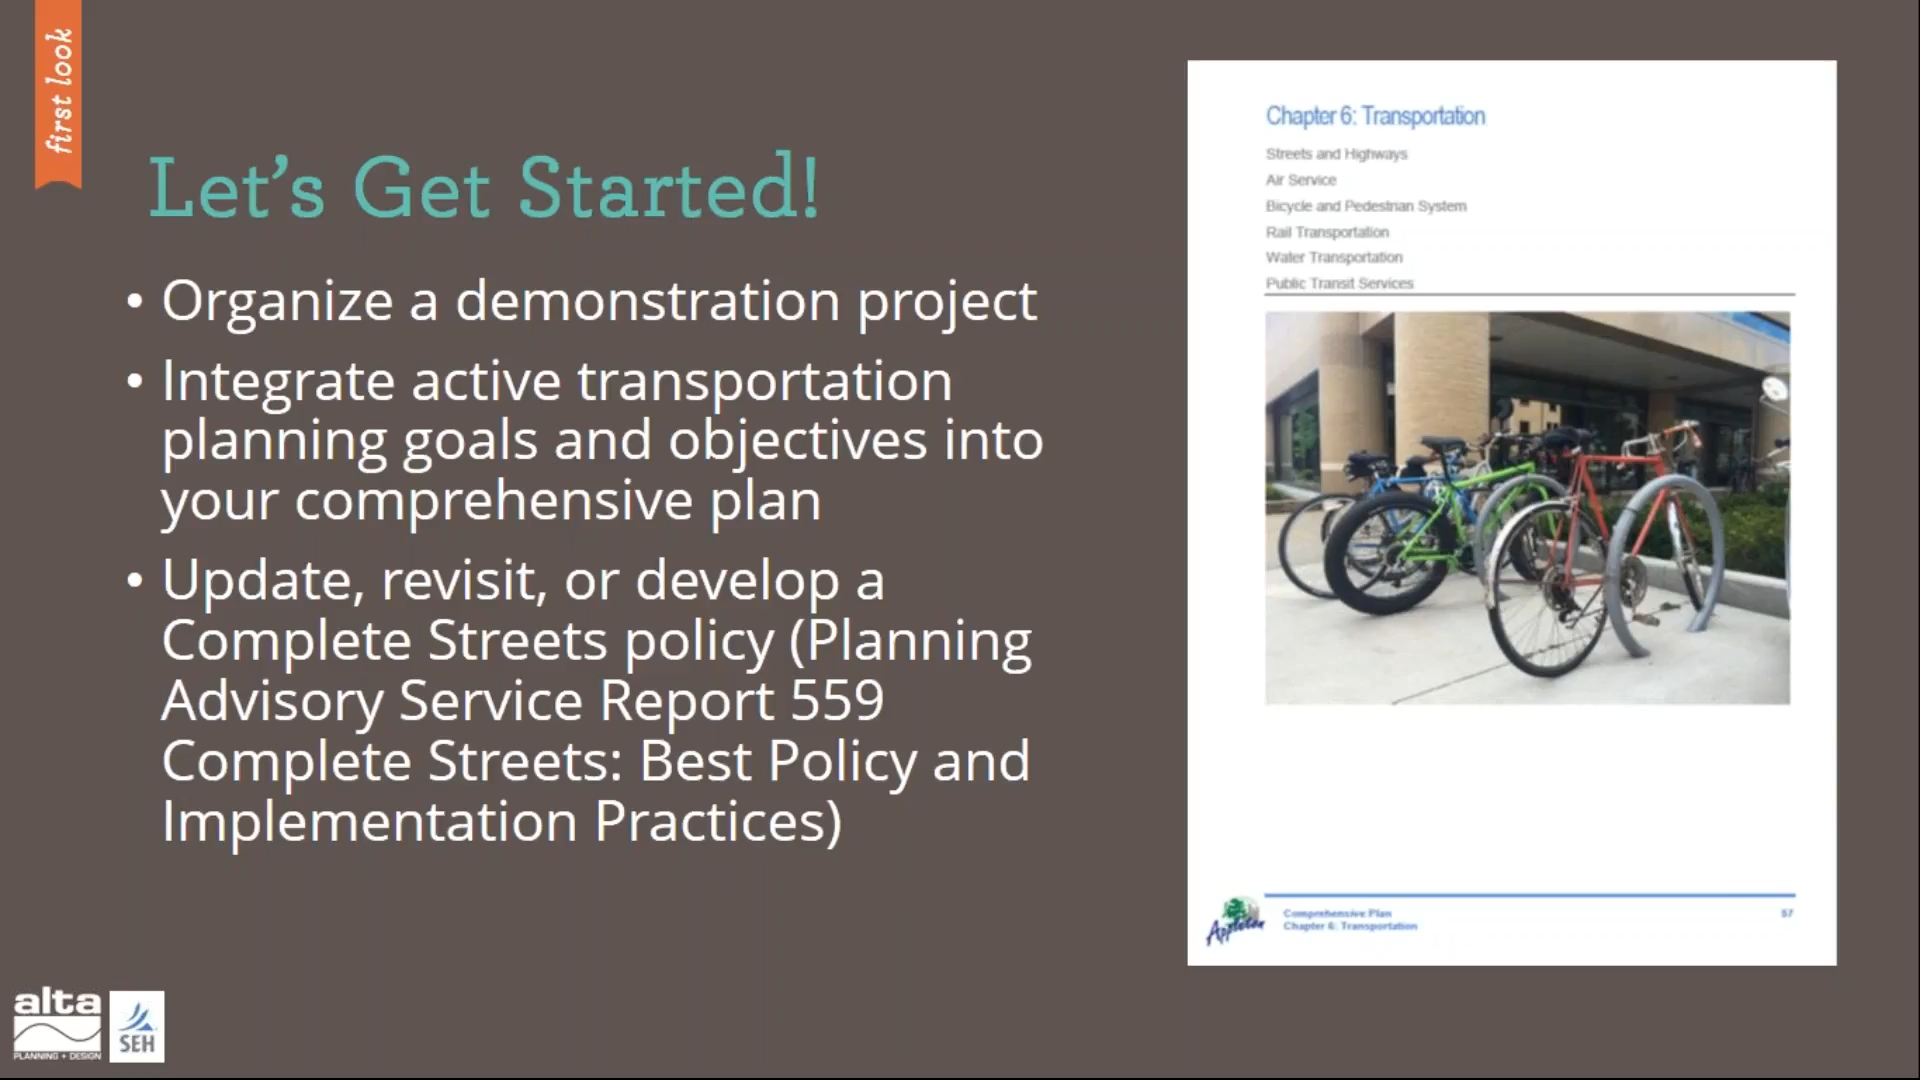 first look
Let's Get Started!
• Organize a demonstration project
• Integrate active transportation
planning goals and objectives into
your comprehensive plan
• Update, revisit, or develop a
Complete Streets policy (Planning
Advisory Service Report 559
Complete Streets: Best Policy and
Implementation Practices)
Chapter 6: Transportation
Streets and Highways
Air Service
Bicycle and Pedestrian System
Rail Transportation
Water Transportation
Public Transit Services
Appleton
Comprehensive Plan
Chapter 6: Transportation
57
alta
PLANNING + DESIGN
SEH